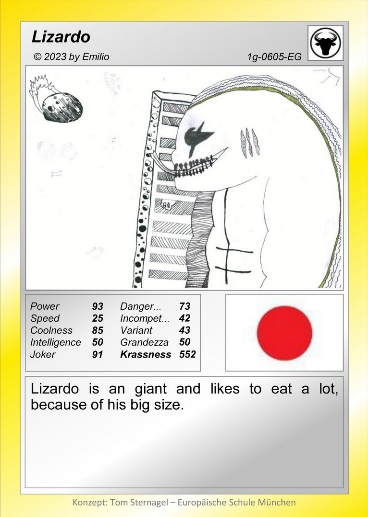 Lizardo
© 2023 by Emilio 1g-0605-EG
Power 93 Danger... 73
Speed 25 Incompet... 42
Coolness 85 Variant 43
Intelligence 50 Grandezza 50
Joker 91 Krassness 552
Lizardo is an giant and likes to eat a lot,
because of his big size.
Konzept: Tom Sternagel – Europäische Schule München